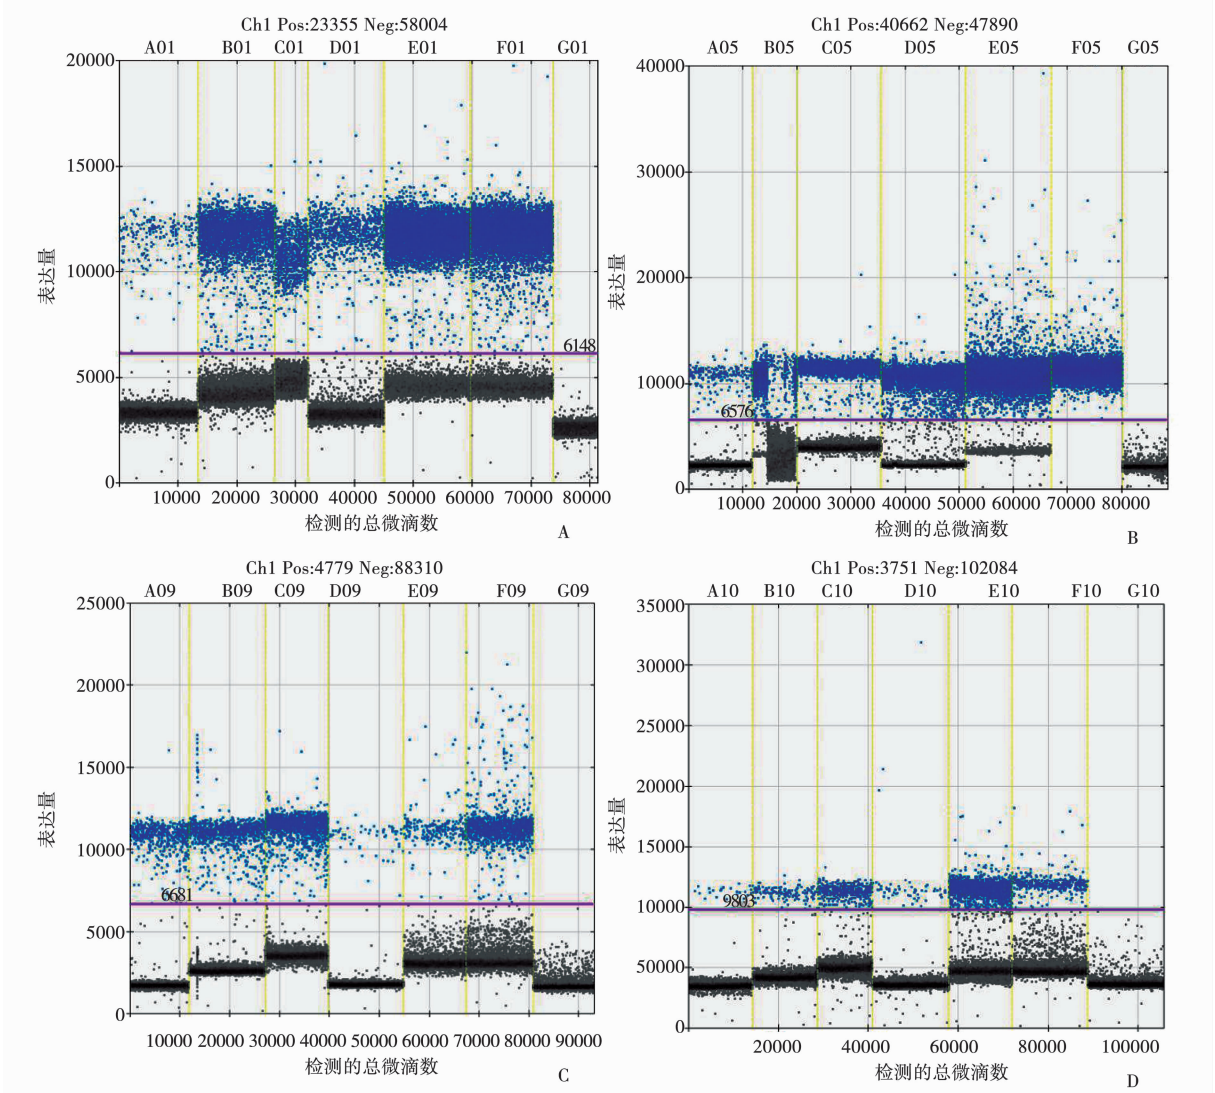 Ch1 Pos:23355 Neg:58004
A01 B01 C01 D01 E01 F01 G01
20000
15000
10000
5000
0
表达量
6148
10000 20000 30000 40000 50000 60000 70000 80000
检测的总微滴数
A
Ch1 Pos:40662 Neg:47890
A05 B05 C05 D05 E05 F05 G05
40000
30000
20000
10000
0
表达量
6576
10000 20000 30000 40000 50000 60000 70000 80000
检测的总微滴数
B
Ch1 Pos:4779 Neg:88310
A09 B09 C09 D09 E09 F09 G09
25000
20000
15000
10000
5000
0
表达量
6681
10000 20000 30000 40000 50000 60000 70000 80000 90000
检测的总微滴数
C
Ch1 Pos:3751 Neg:102084
A10 B10 C10 D10 E10 F10 G10
35000
30000
25000
20000
15000
10000
50000
0
表达量
9803
20000 40000 60000 80000 100000
检测的总微滴数
D